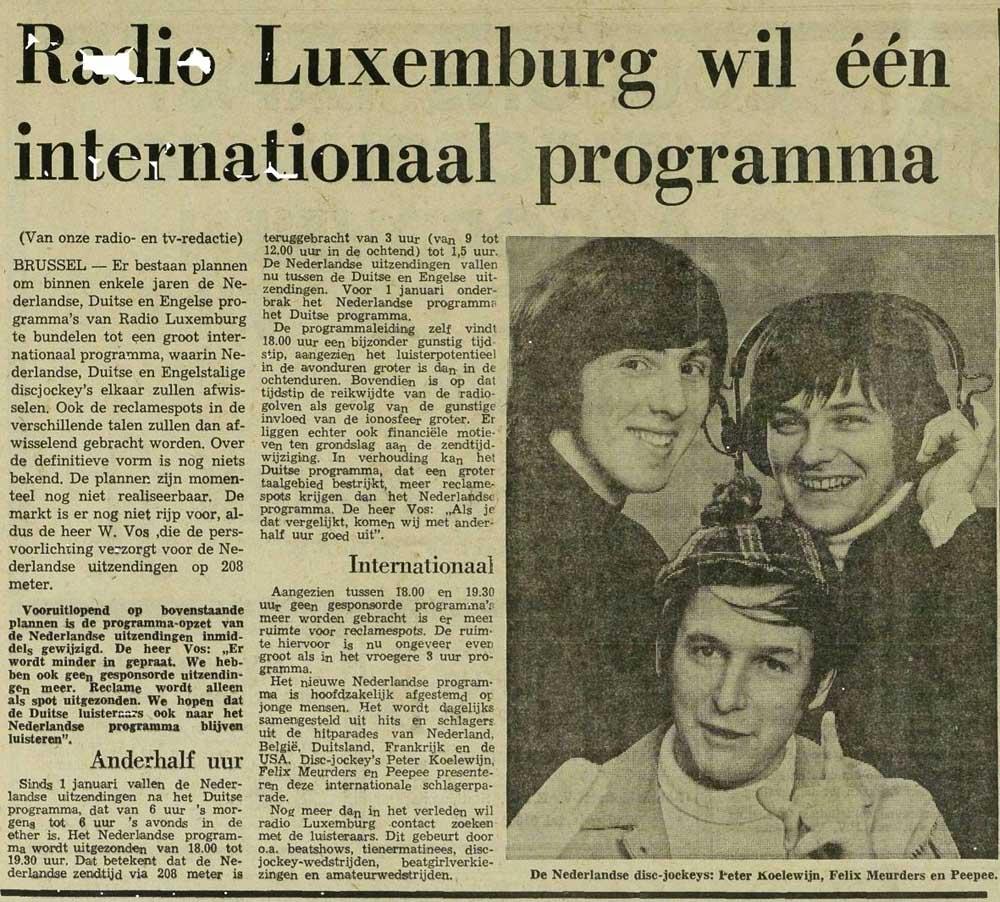 Radio Luxemburg wil één
internationaal programma
(Van onze radio- en tv-redactie)
BRUSSEL — Er bestaan plannen
om binnen enkele jaren de Ne-
derlandse, Duitse en Engelse pro-
gramma's van Radio Luxemburg
te bundelen tot een groot inter-
nationaal programma, waarin Ne-
derlandse, Duitse en Engelstalige
discjockey's elkaar zullen afwis-
selen. Ook de reclamespots in de
verschillende talen zullen dan af-
wisselend gebracht worden. Over
de definitieve vorm is nog niets
bekend. De plannen zijn momen-
teel nog niet realiseerbaar. De
markt is er nog niet rijp voor, al-
dus de heer W. Vos ,die de pers-
voorlichting verzorgt voor de Ne-
derlandse uitzendingen op 208
meter.
Vooruitlopend op bovenstaande
plannen is de programma-opzet van
de Nederlandse uitzendingen inmid-
dels gewijzigd. De heer Vos: „Er
wordt minder in gepraat. We heb-
ben ook geen gesponsorde uitzendin-
gen meer. Reclame wordt alleen
als spot uitgezonden. We hopen dat
de Duitse luisteraars ook naar het
Nederlandse programma blijven
luisteren”.
Anderhalf uur
Sinds 1 januari vallen de Neder-
landse uitzendingen na het Duitse
programma, dat van 6 uur 's mor-
gens tot 6 uur 's avonds in de
ether is. Het Nederlandse program-
ma wordt uitgezonden van 18.00 tot
19.30 uur. Dat betekent dat de Ne-
derlandse zendtijd via 208 meter is
teruggebracht van 3 uur (van 9 tot
12.00 uur in de ochtend) tot 1,5 uur.
De Nederlandse uitzendingen vallen
nu tussen de Duitse en Engelse uit-
zendingen. Voor 1 januari onder-
brak het Nederlandse programma
het Duitse programma.
De programmaleiding zelf vindt
18.00 uur een bijzonder gunstig tijd-
stip, aangezien het luisterpotentieel
in de avonduren groter is dan in de
ochtenduren. Bovendien is op dat
tijdstip de reikwijdte van de radio-
golven als gevolg van de gunstige
invloed van de ionosfeer groter. Er
liggen echter ook financiële motie-
ven ten grondslag aan de zendtijd-
wijziging. In verhouding kan het
Duitse programma, dat een groter
taalgebied bestrijkt, meer reclame-
spots krijgen dan het Nederlandse
programma. De heer Vos: „Als je
dat vergelijkt, komen wij met ander-
half uur goed uit”.
Internationaal
Aangezien tussen 18.00 en 19.30
uur geen gesponsorde programma's
meer worden gebracht is er meer
ruimte voor reclamespots. De ruim-
te hiervoor is nu ongeveer even
groot als in het vroegere 3 uur pro-
gramma.
Het nieuwe Nederlandse program-
ma is hoofdzakelijk afgestemd op
jonge mensen. Het wordt dagelijks
samengesteld uit hits en schlagers
uit de hitparades van Nederland,
België, Duitsland, Frankrijk en de
USA. Disc-jockey's Peter Koelewijn,
Felix Meurders en Peepee presente-
ren deze internationale schlagerpa-
rade.
Nog meer dan in het verleden wil
radio Luxemburg contact zoeken
met de luisteraars. Dit gebeurt door
o.a. beatshows, tienermatinees, disc-
jockey-wedstrijden, beatgirlverkie-
zingen en amateurwedstrijden.
De Nederlandse disc-jockeys: Peter Koelewijn, Felix Meurders en Peepee.